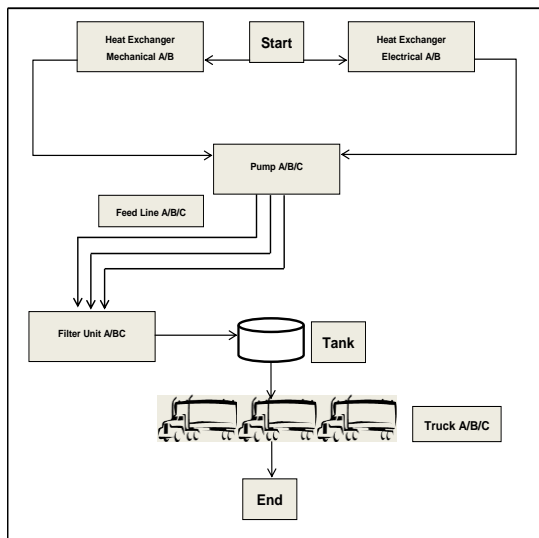 Heat Exchanger
Mechanical A/B
Start
Heat Exchanger
Electrical A/B
Pump A/B/C
Feed Line A/B/C
Filter Unit A/BC
Tank
Truck A/B/C
End